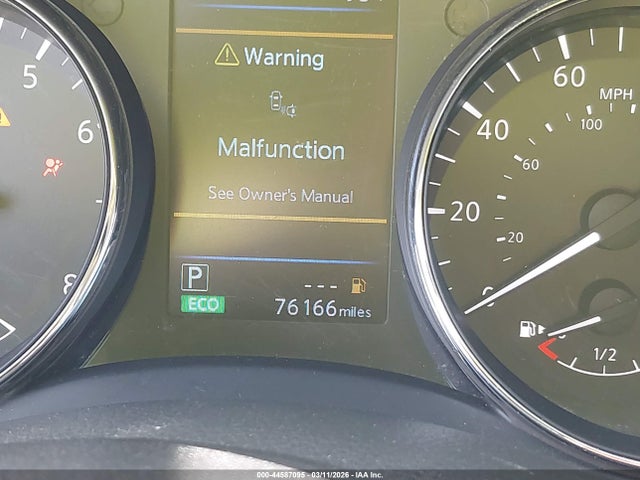 Warning
Malfunction
See Owner's Manual
P
---
ECO
76166 miles
5
6
8
60
MPH
100
40
60
20
20
0
1/2
000-44587095 - 03/11/2026 - IAA Inc.